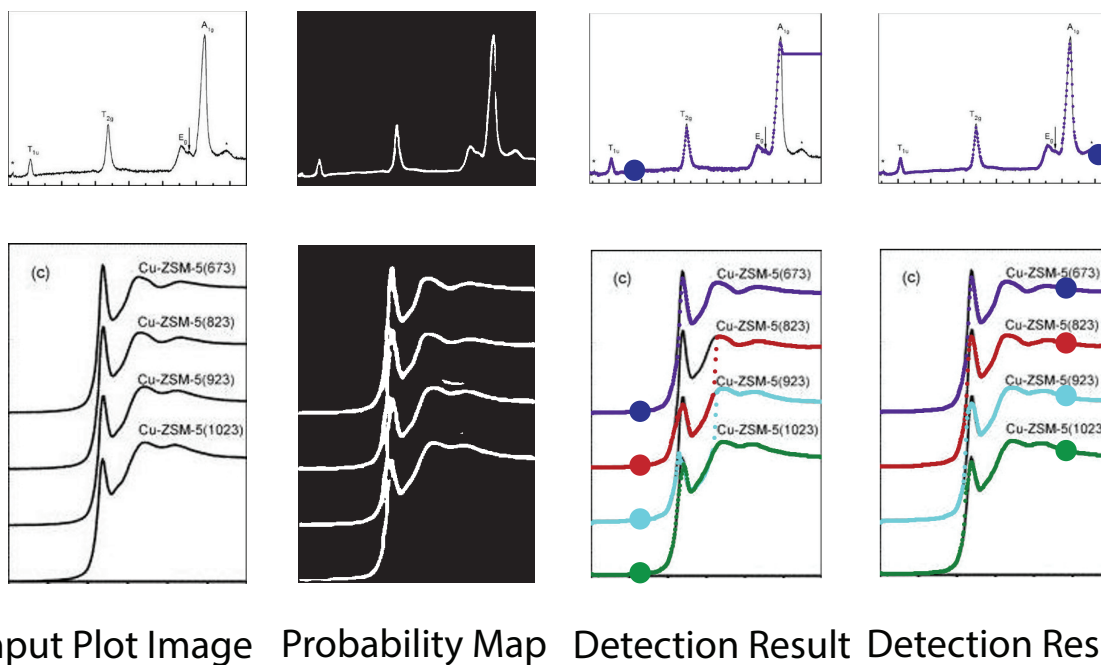 A1g
T2g
Eg
T1u
*
A1g
T2g
Eg
T1u
*
A1g
T2g
Eg
T1u
*
(c)
Cu-ZSM-5(673)
Cu-ZSM-5(823)
Cu-ZSM-5(923)
Cu-ZSM-5(1023)
(c)
Cu-ZSM-5(673)
Cu-ZSM-5(823)
Cu-ZSM-5(923)
Cu-ZSM-5(1023)
(c)
Cu-ZSM-5(673)
Cu-ZSM-5(823)
Cu-ZSM-5(923)
Cu-ZSM-5(1023
nput Plot Image Probability Map Detection Result Detection Res